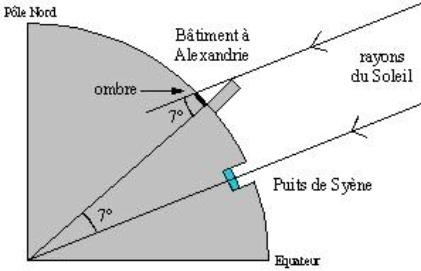 Pôle Nord
Bâtiment à
Alexandrie
rayons
du Soleil
ombre
7°
Puits de Syène
7°
Equateur